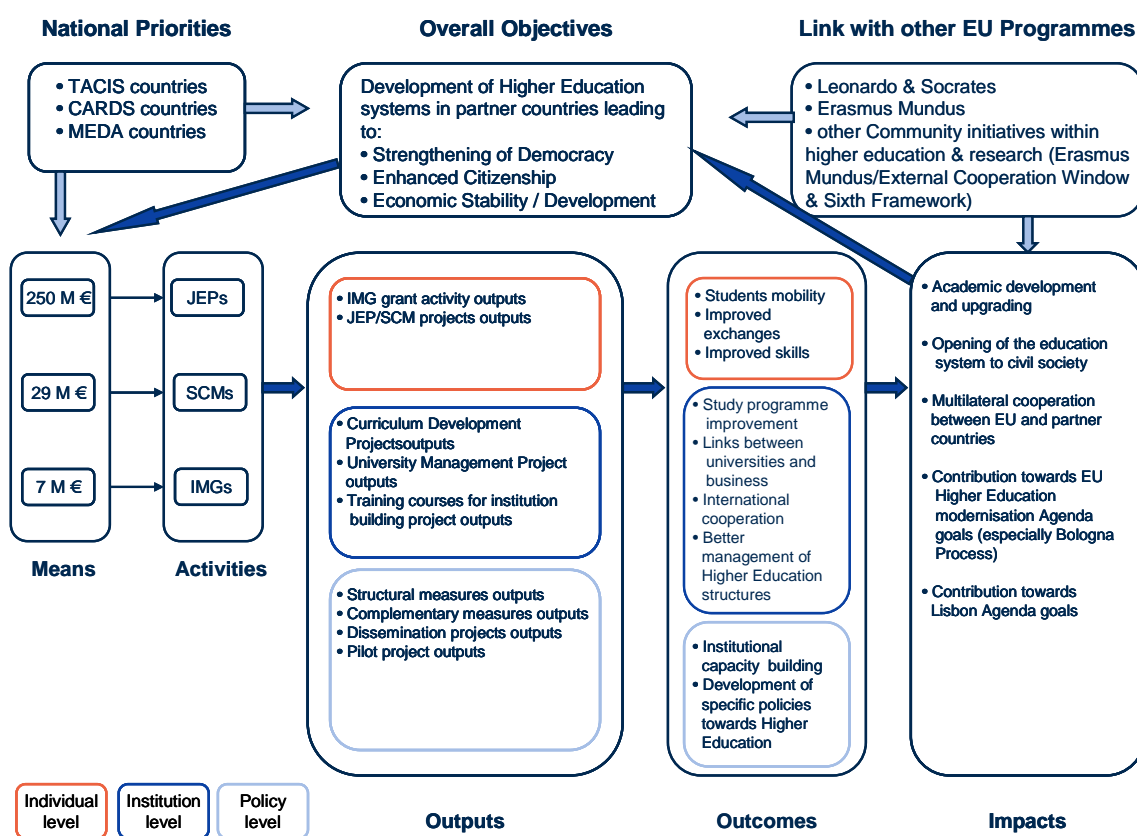 National Priorities
Overall Objectives
Link with other EU Programmes
• TACIS countries
• CARDS countries
• MEDA countries
Development of Higher Education
systems in partner countries leading
to:
• Strengthening of Democracy
• Enhanced Citizenship
• Economic Stability / Development
• Leonardo & Socrates
• Erasmus Mundus
• other Community initiatives within
higher education & research (Erasmus
Mundus/External Cooperation Window
& Sixth Framework)
250 M €
JEPs
29 M €
SCMs
7 M €
IMGs
Means
Activities
• IMG grant activity outputs
• JEP/SCM projects outputs
• Curriculum Development
Projectsoutputs
• University Management Project
outputs
• Training courses for institution
building project outputs
• Structural measures outputs
• Complementary measures outputs
• Dissemination projects outputs
• Pilot project outputs
• Students mobility
• Improved
exchanges
• Improved skills
• Study programme
improvement
• Links between
universities and
business
• International
cooperation
• Better
management of
Higher Education
structures
• Institutional
capacity building
• Development of
specific policies
towards Higher
Education
• Academic development
and upgrading
• Opening of the education
system to civil society
• Multilateral cooperation
between EU and partner
countries
• Contribution towards EU
Higher Education
modernisation Agenda
goals (especially Bologna
Process)
• Contribution towards
Lisbon Agenda goals
Individual
level
Institution
level
Policy
level
Outputs
Outcomes
Impacts